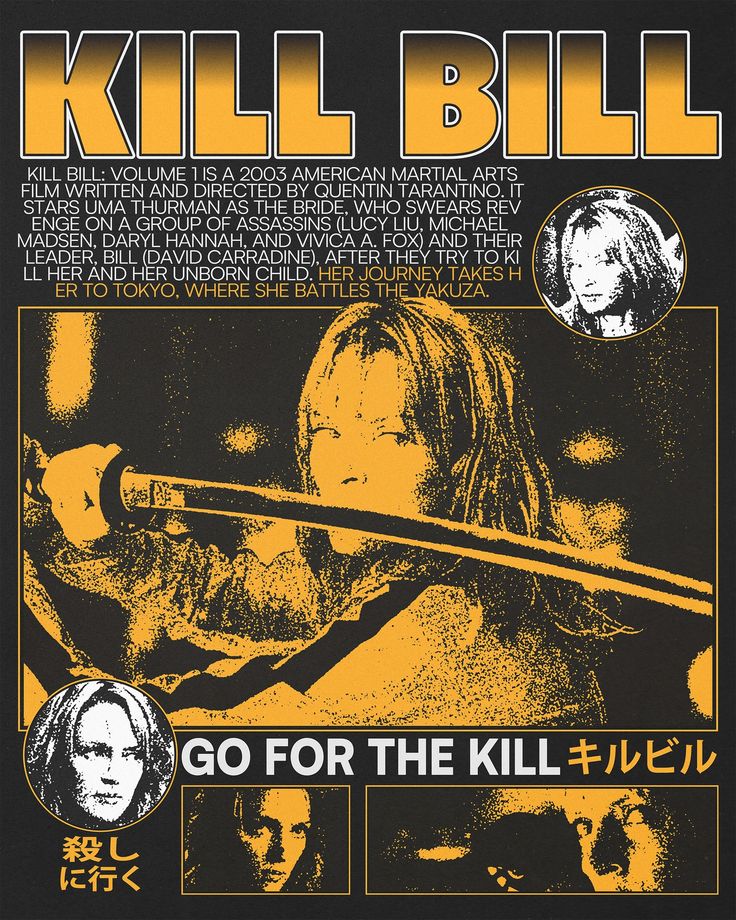 KILL BILL
KILL BILL: VOLUME 1 IS A 2003 AMERICAN MARTIAL ARTS
FILM WRITTEN AND DIRECTED BY QUENTIN TARANTINO. IT
STARS UMA THURMAN AS THE BRIDE, WHO SWEARS REV
ENGE ON A GROUP OF ASSASSINS (LUCY LIU, MICHAEL
MADSEN, DARYL HANNAH, AND VIVICA A. FOX) AND THEIR
LEADER, BILL (DAVID CARRADINE), AFTER THEY TRY TO KI
LL HER AND HER UNBORN CHILD. HER JOURNEY TAKES H
ER TO TOKYO, WHERE SHE BATTLES THE YAKUZA.
GO FOR THE KILL キルビル
殺し
に行く